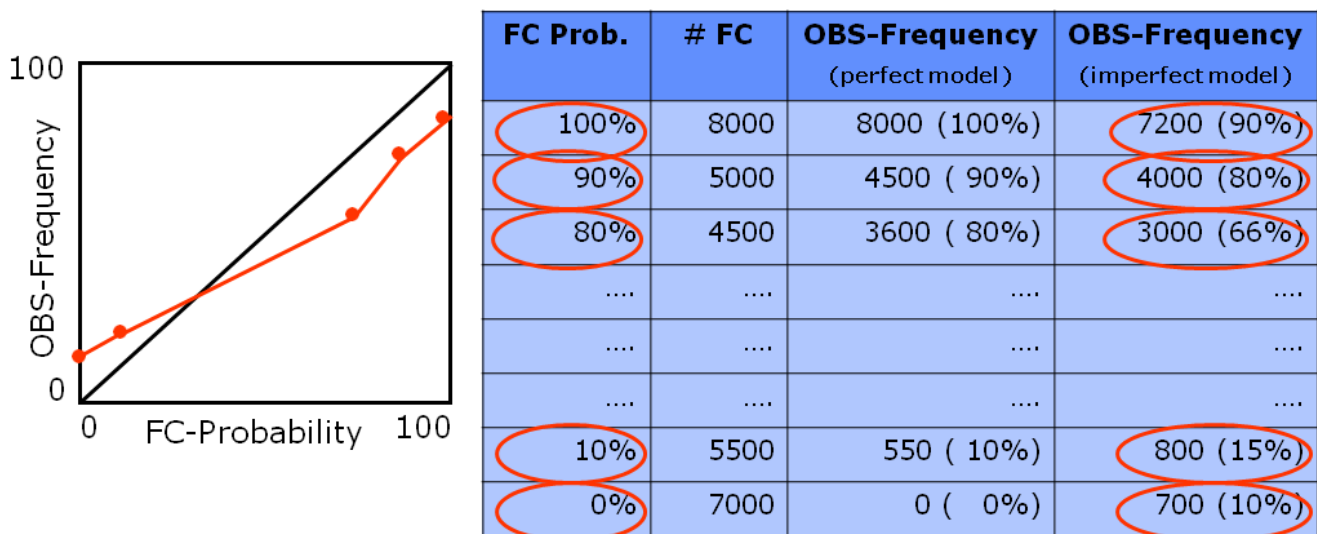 100
OBS-Frequency
0
0 FC-Probability 100
FC Prob. # FC OBS-Frequency OBS-Frequency
(perfect model) (imperfect model)
100% 8000 8000 (100%) 7200 (90%)
90% 5000 4500 ( 90%) 4000 (80%)
80% 4500 3600 ( 80%) 3000 (66%)
.... .... .... ....
.... .... .... ....
.... .... .... ....
10% 5500 550 ( 10%) 800 (15%)
0% 7000 0 ( 0%) 700 (10%)